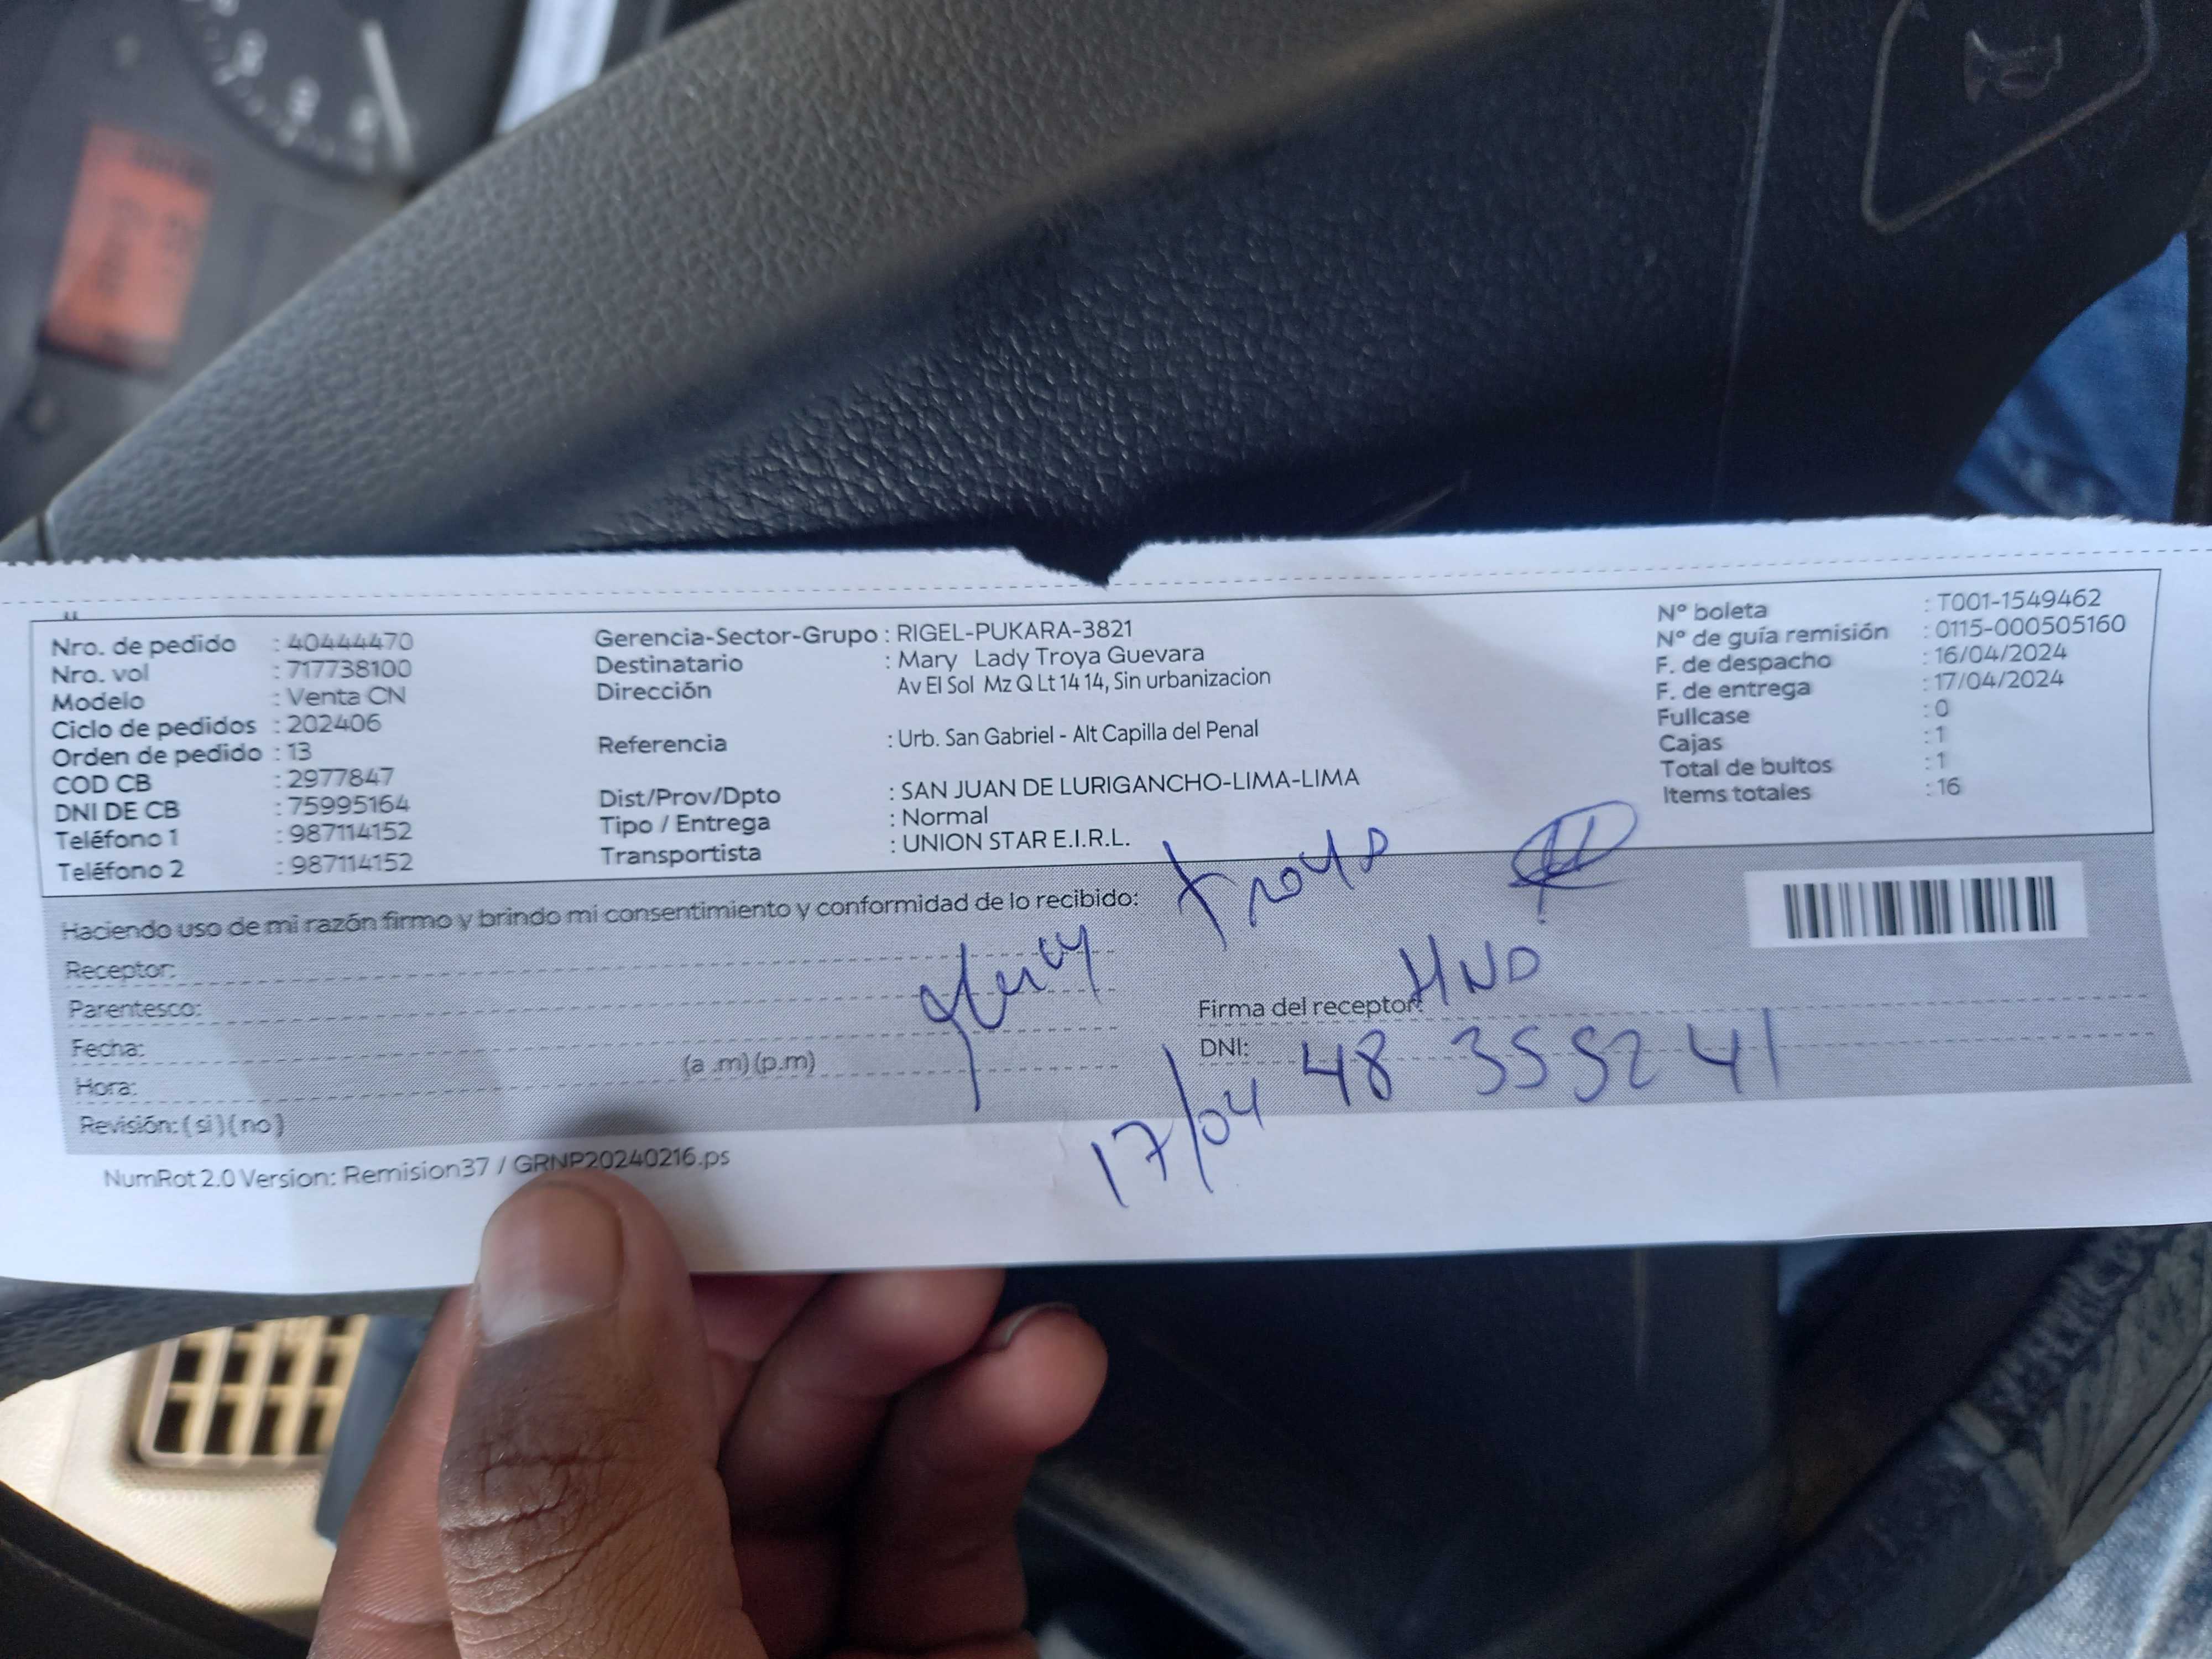 Nro. de pedido : 40444470
Nro. vol : 717738100
Modelo : Venta CN
Ciclo de pedidos : 202406
Orden de pedido : 13
COD CB : 2977847
DNI DE CB : 75995164
Teléfono 1 : 987114152
Teléfono 2 : 987114152
Gerencia-Sector-Grupo : RIGEL-PUKARA-3821
Destinatario : Mary Lady Troya Guevara
Dirección Av El Sol Mz Q Lt 14 14, Sin urbanizacion
Referencia : Urb. San Gabriel - Alt Capilla del Penal
Dist/Prov/Dpto : SAN JUAN DE LURIGANCHO-LIMA-LIMA
Tipo / Entrega : Normal
Transportista : UNION STAR E.I.R.L.
Nº boleta : T001-1549462
Nº de guía remisión : 0115-000505160
F. de despacho : 16/04/2024
F. de entrega : 17/04/2024
Fullcase : 0
Cajas : 1
Total de bultos : 1
Items totales : 16
Haciendo uso de mi razón firmo y brindo mi consentimiento y conformidad de lo recibido:
Troya
Receptor:
Parentesco:
Fecha:
Hora: (a .m) (p.m)
Revisión: ( si ) ( no )
Firma del receptor: HNO
DNI: 48 355241
17/04
NumRot 2.0 Version: Remision37 / GRNP20240216.ps